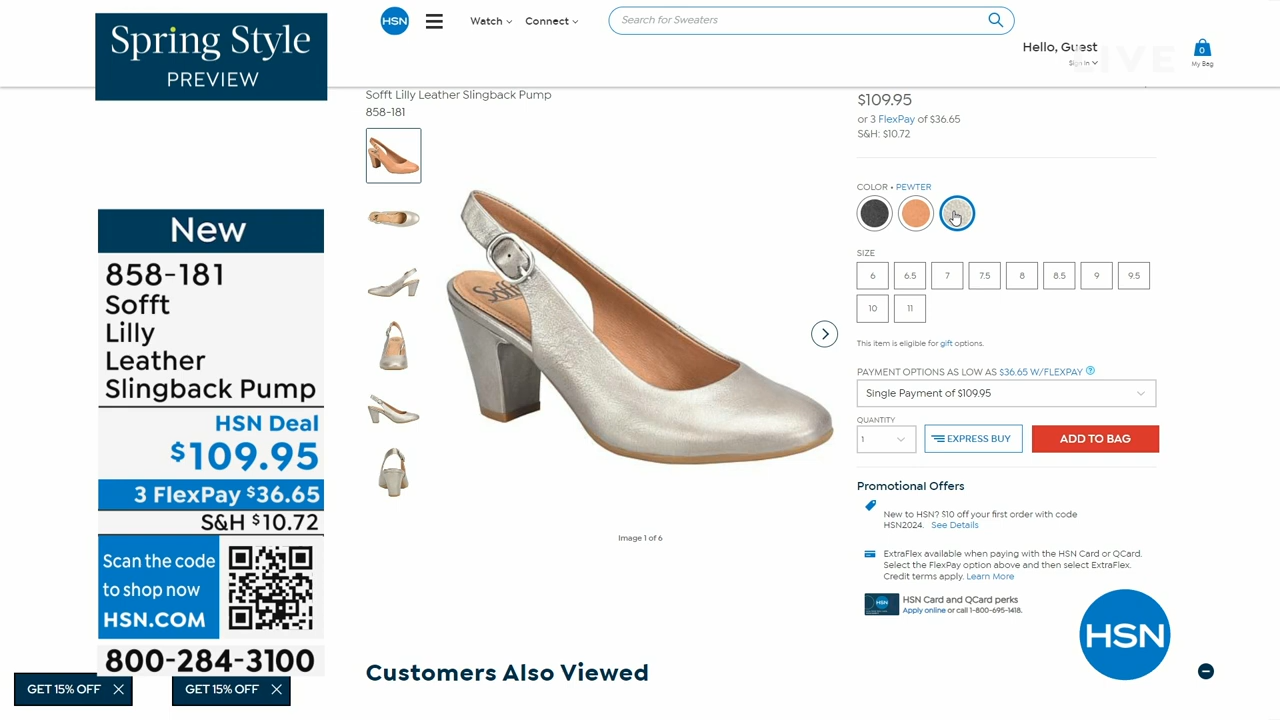 Spring Style
PREVIEW
HSN
Watch
Connect
Search for Sweaters
Hello, Guest
Sign In
LIVE
0
My Bag
Sofft Lilly Leather Slingback Pump
858-181
$109.95
or 3 FlexPay of $36.65
S&H: $10.72
COLOR • PEWTER
SIZE
6 6.5 7 7.5 8 8.5 9 9.5
10 11
This item is eligible for gift options.
PAYMENT OPTIONS AS LOW AS $36.65 W/FLEXPAY ?
Single Payment of $109.95
QUANTITY
1
EXPRESS BUY
ADD TO BAG
Promotional Offers
New to HSN? $10 off your first order with code
HSN2024. See Details
ExtraFlex available when paying with the HSN Card or QCard.
Select the FlexPay option above and then select ExtraFlex.
Credit terms apply. Learn More
HSN
HSN Card and QCard perks
Apply online or call 1-800-695-1418.
Sofft
Image 1 of 6
New
858-181
Sofft
Lilly
Leather
Slingback Pump
HSN Deal
$109.95
3 FlexPay $36.65
S&H $10.72
Scan the code
to shop now
HSN.COM
800-284-3100
GET 15% OFF
GET 15% OFF
Customers Also Viewed
HSN